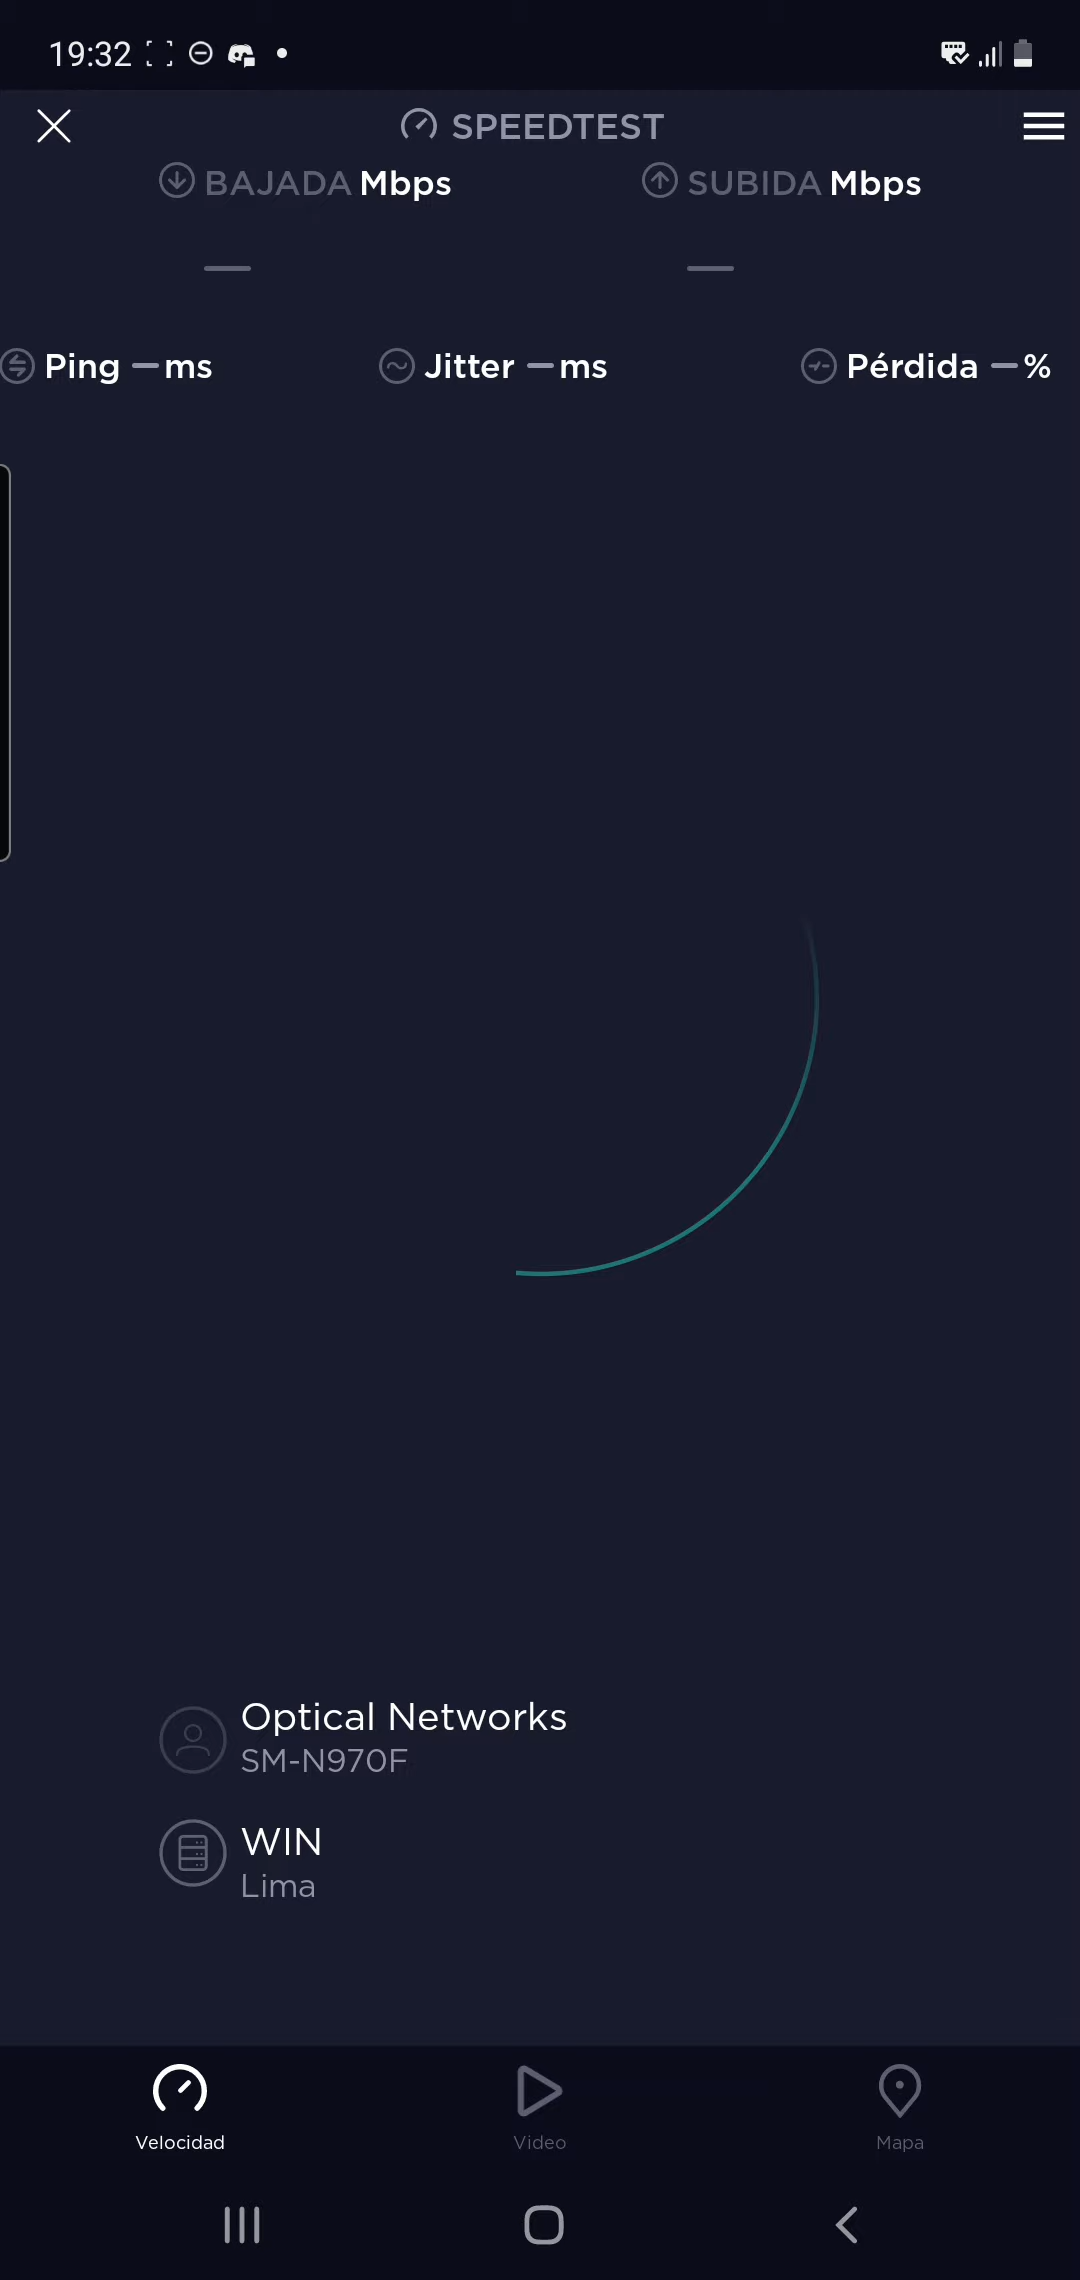 19:32
SPEEDTEST
BAJADA Mbps SUBIDA Mbps
— —
Ping — ms Jitter — ms Pérdida — %
Optical Networks
SM-N970F
WIN
Lima
Velocidad Video Mapa